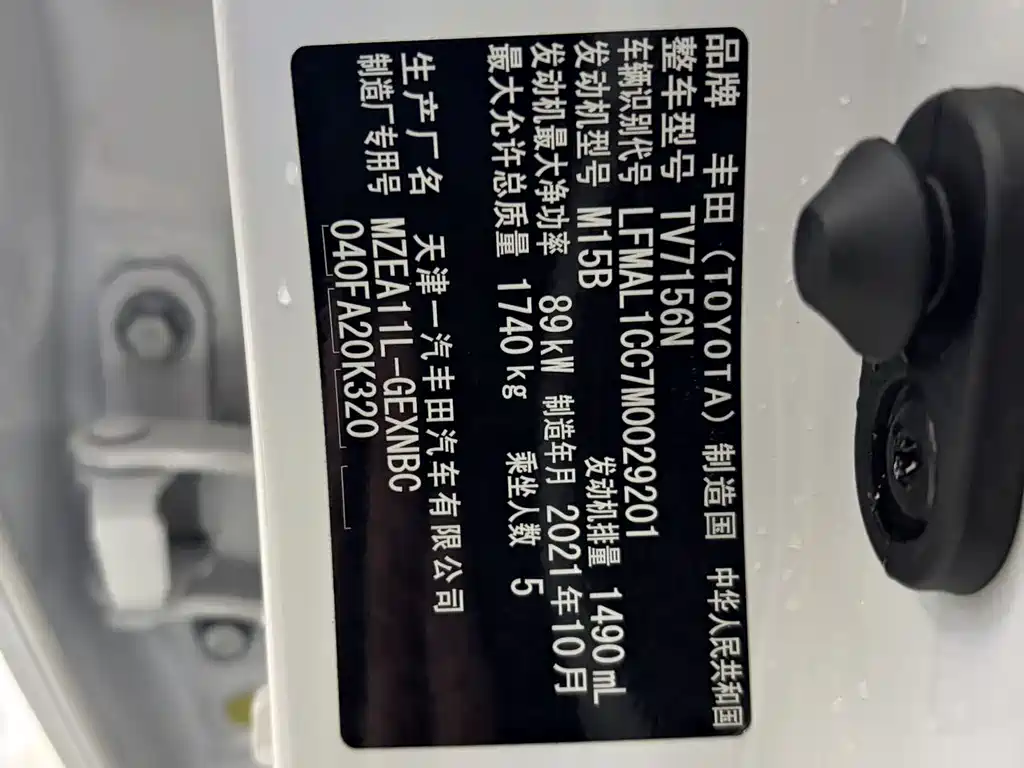 品牌 丰田(TOYOTA) 制造国 中华人民共和国
整车型号 TV7156N
车辆识别代号 LFMAL1CC7M0029201
发动机型号 M15B 发动机排量 1490mL
发动机最大净功率 89kW 制造年月 2021年10月
最大允许总质量 1740kg 乘坐人数 5
生产厂名 天津一汽丰田汽车有限公司
制造厂专用号 MZEA11L-GEXNBC
040FA20K320